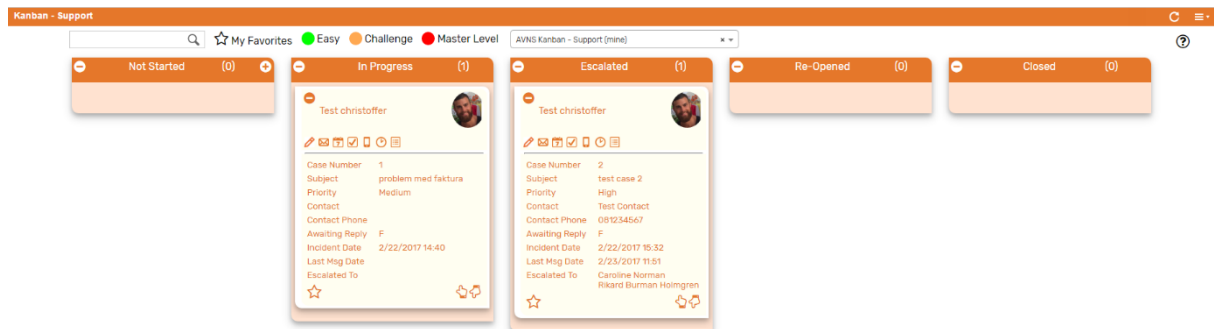 Kanban - Support
My Favorites Easy Challenge Master Level AVNS Kanban - Support (mine)
Not Started (0)
In Progress (1)
Test christoffer
Case Number 1
Subject problem med faktura
Priority Medium
Contact
Contact Phone
Awaiting Reply F
Incident Date 2/22/2017 14:40
Last Msg Date
Escalated To
Escalated (1)
Test christoffer
Case Number 2
Subject test case 2
Priority High
Contact Test Contact
Contact Phone 081234567
Awaiting Reply F
Incident Date 2/22/2017 15:32
Last Msg Date 2/23/2017 11:51
Escalated To Caroline Norman
Rikard Burman Holmgren
Re-Opened (0)
Closed (0)